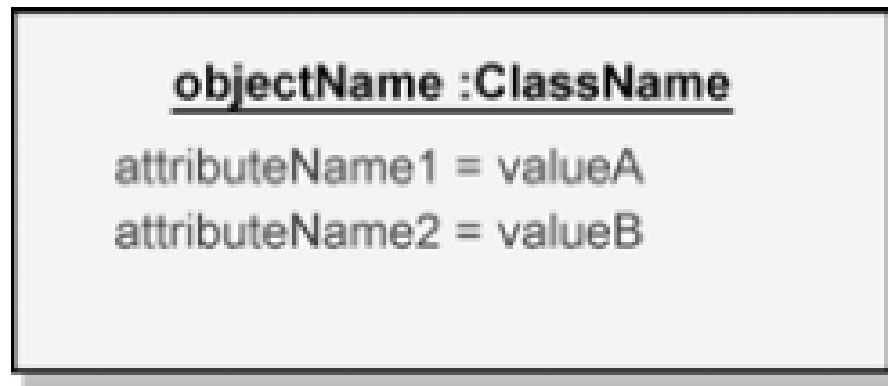 objectName :ClassName
attributeName1 = valueA
attributeName2 = valueB